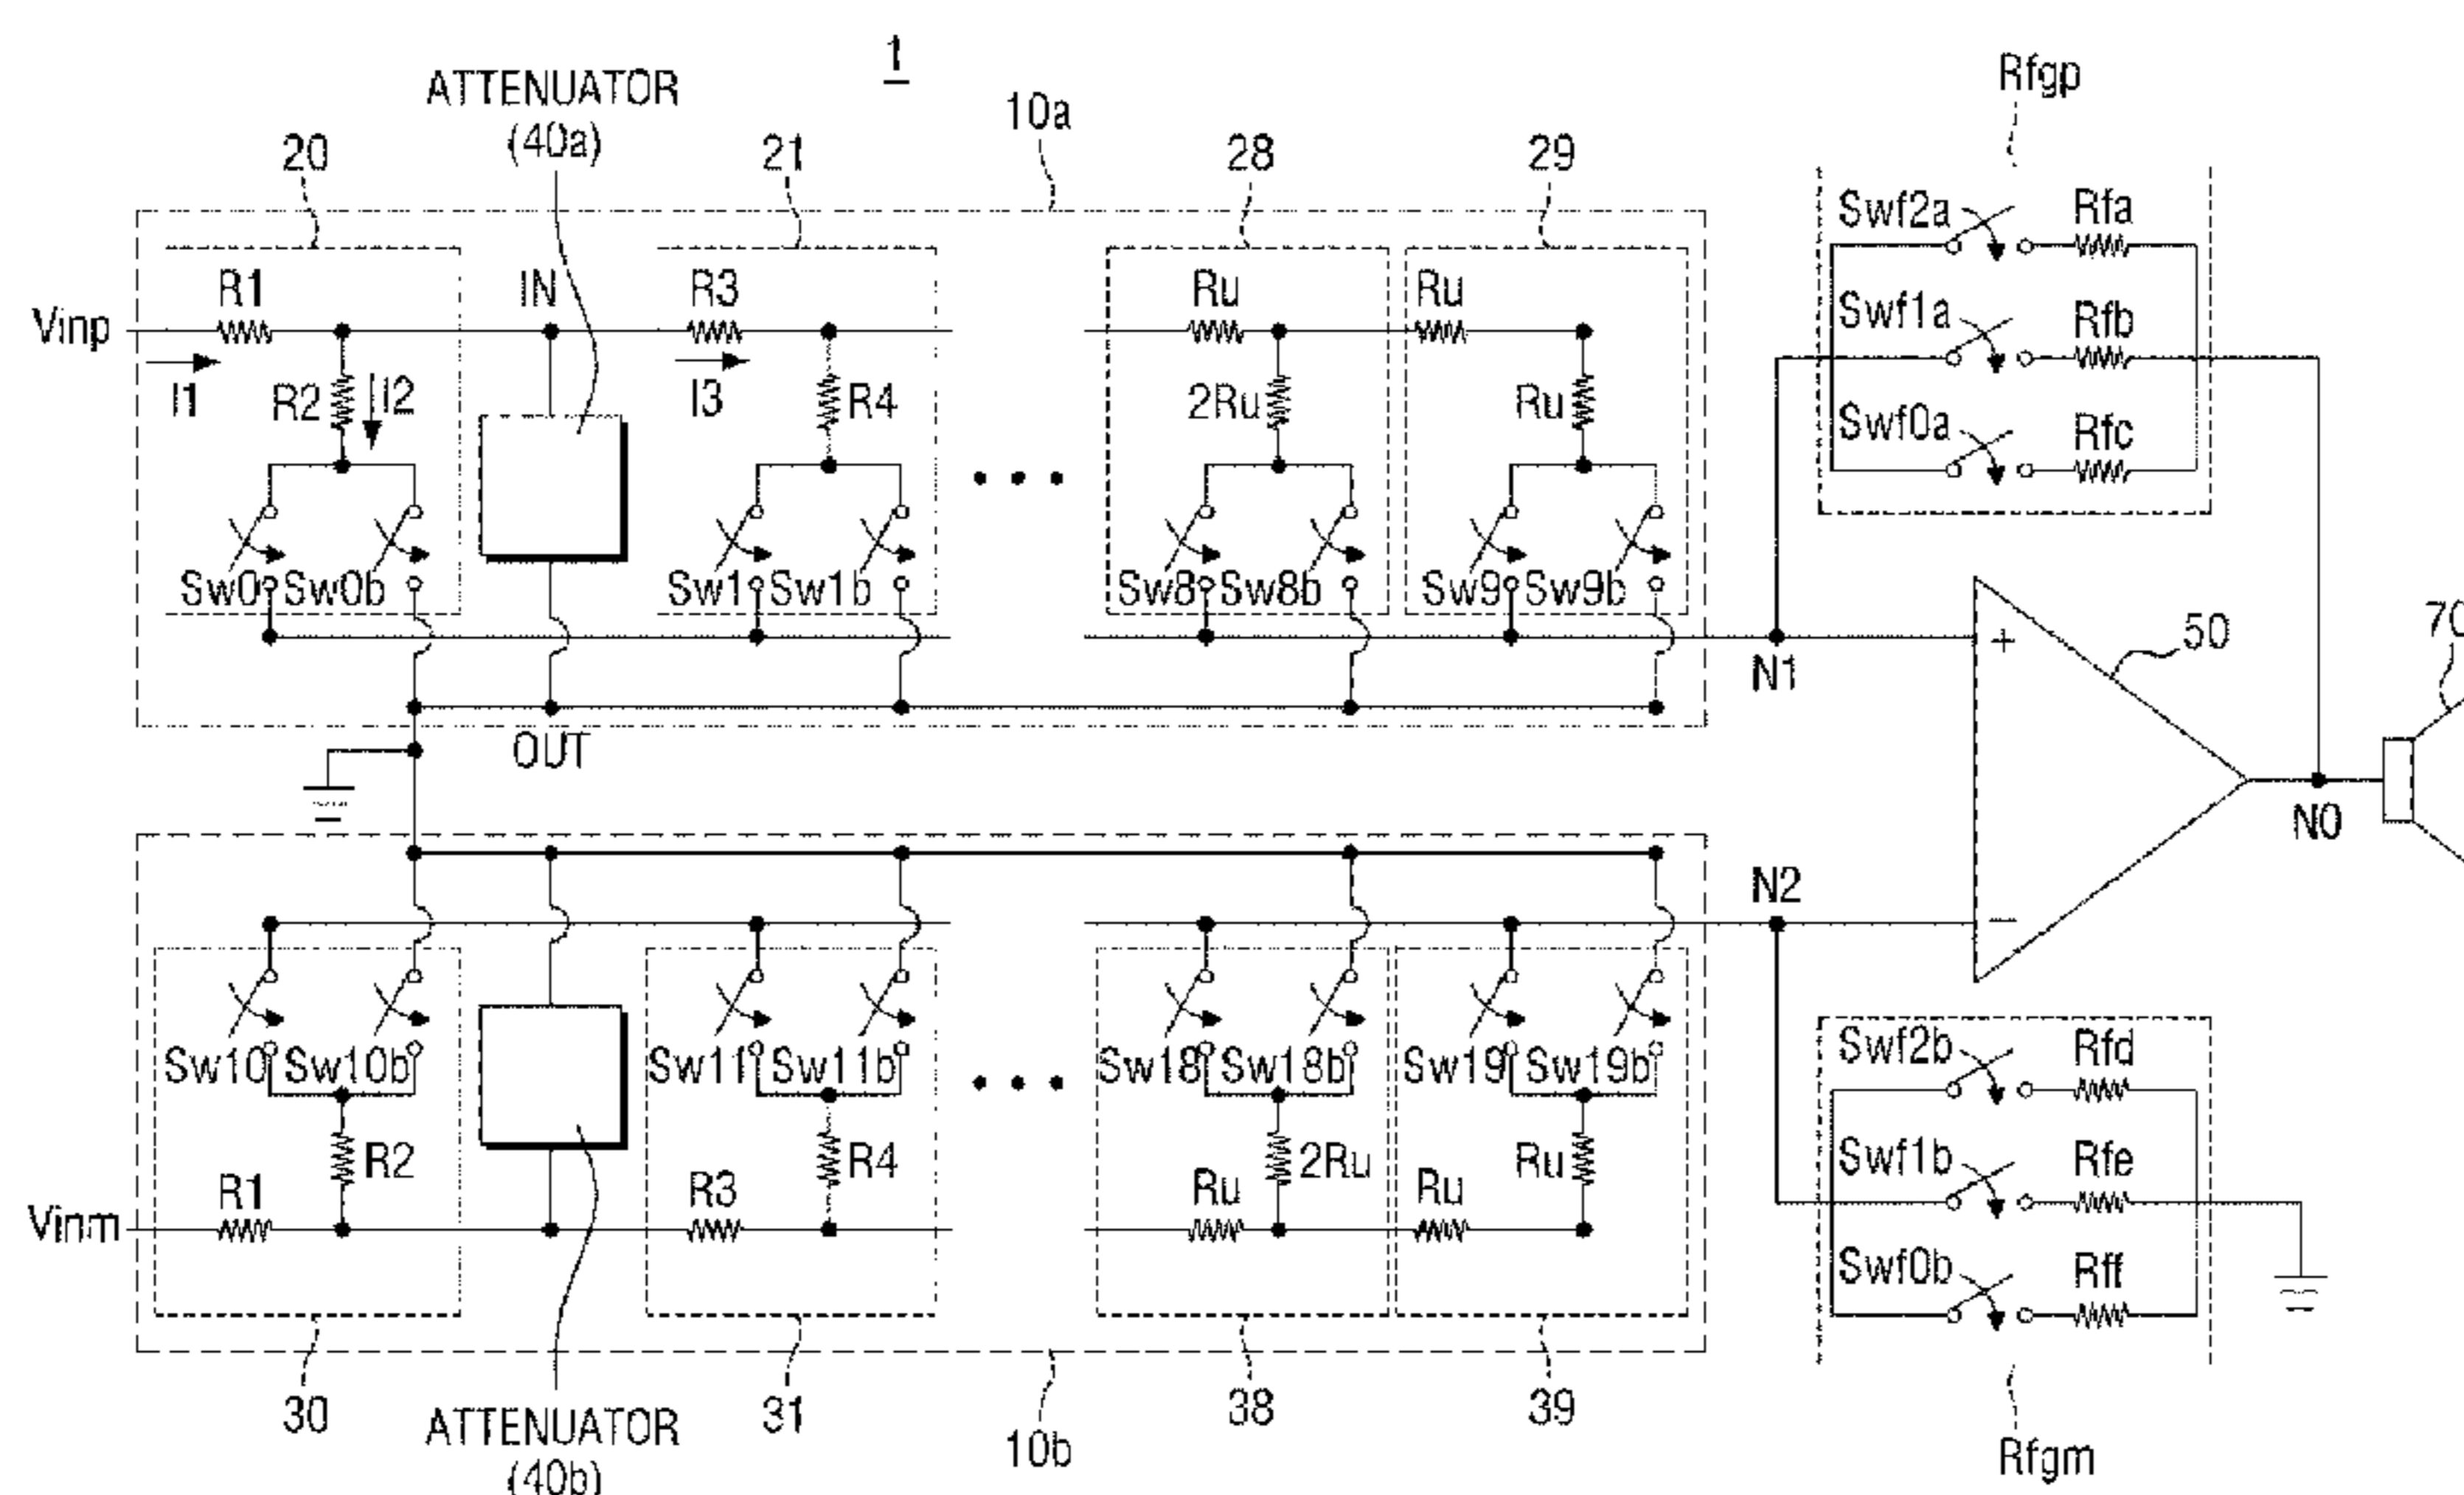 1
ATTENUATOR
(40a)
10a
Rfgp
20
21
28
29
Swf2a
Rfa
R1
IN
R3
Ru
Ru
Vinp
Swf1a
Rfb
I1
R2
I2
I3
R4
2Ru
Ru
Swf0a
Rfc
Sw0
Sw0b
Sw1
Sw1b
Sw8
Sw8b
Sw9
Sw9b
+
50
70
N1
OUT
N0
N2
−
Sw10
Sw10b
Sw11
Sw11b
Sw18
Sw18b
Sw19
Sw19b
Swf2b
Rfd
R2
R4
2Ru
Ru
Swf1b
Rfe
Vinm
R1
R3
Ru
Ru
Swf0b
Rff
30
31
38
39
ATTENUATOR
(40b)
10b
Rfgm